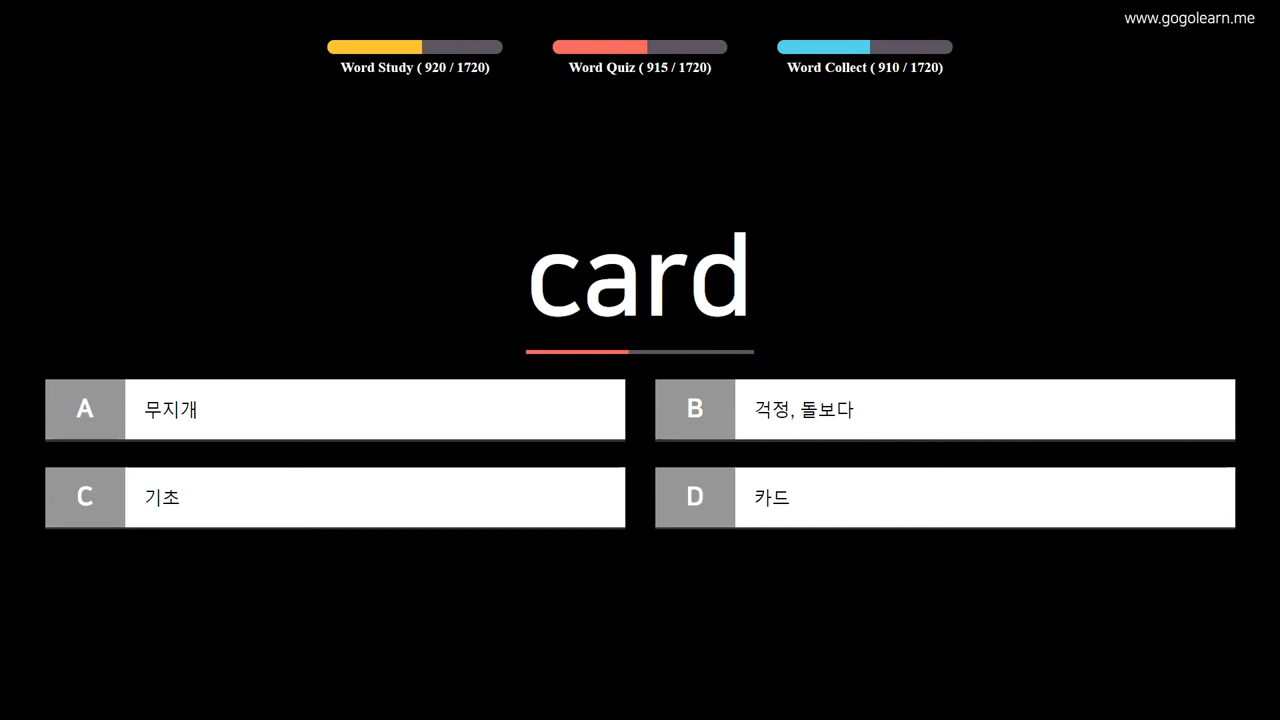 www.gogolearn.me
Word Study ( 920 / 1720)
Word Quiz ( 915 / 1720)
Word Collect ( 910 / 1720)
card
A 무지개
B 걱정, 돌보다
C 기초
D 카드